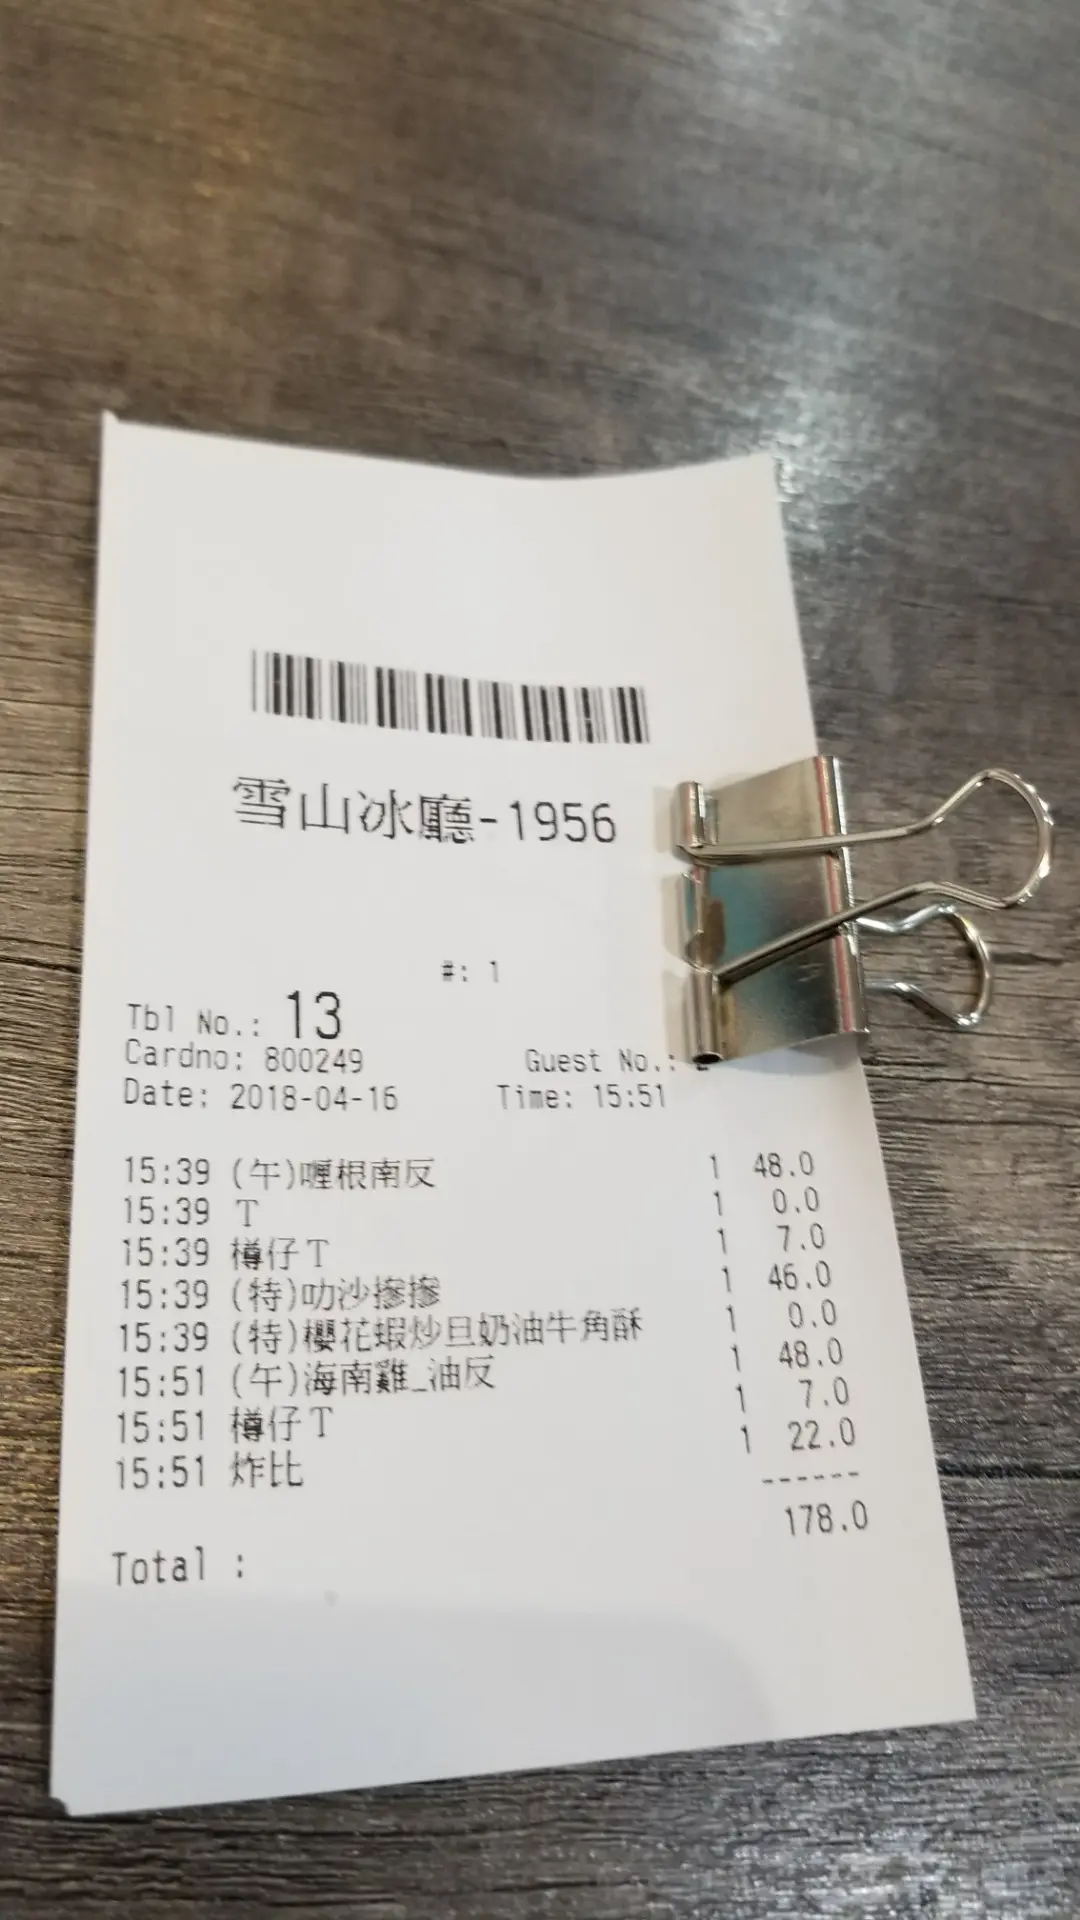 雪山冰廳-1956
#: 1
Tbl No.: 13
Cardno: 800249 Guest No.:
Date: 2018-04-16 Time: 15:51
15:39 (午)喱根南反 1 48.0
15:39 T 1 0.0
15:39 樽仔T 1 7.0
15:39 (特)叻沙摻摻 1 46.0
15:39 (特)櫻花蝦炒旦奶油牛角酥 1 0.0
15:51 (午)海南雞_油反 1 48.0
15:51 樽仔T 1 7.0
15:51 炸比 1 22.0
------
178.0
Total :